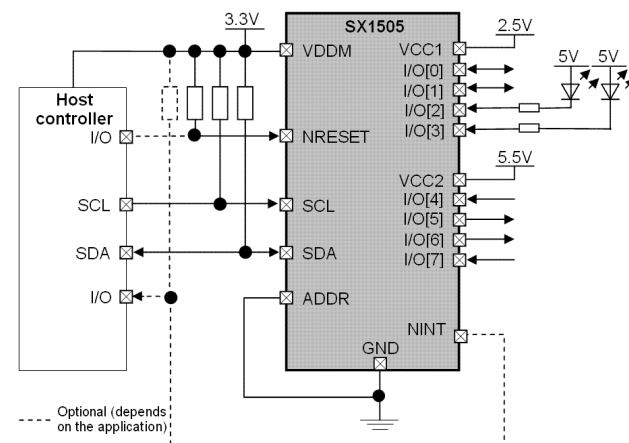 3.3V
SX1505
2.5V
VDDM
VCC1
5V
5V
I/O[0]
I/O[1]
Host
controller
I/O[2]
I/O
NRESET
I/O[3]
5.5V
VCC2
SCL
SCL
I/O[4]
I/O[5]
SDA
SDA
I/O[6]
I/O[7]
I/O
ADDR
NINT
GND
Optional (depends
on the application)